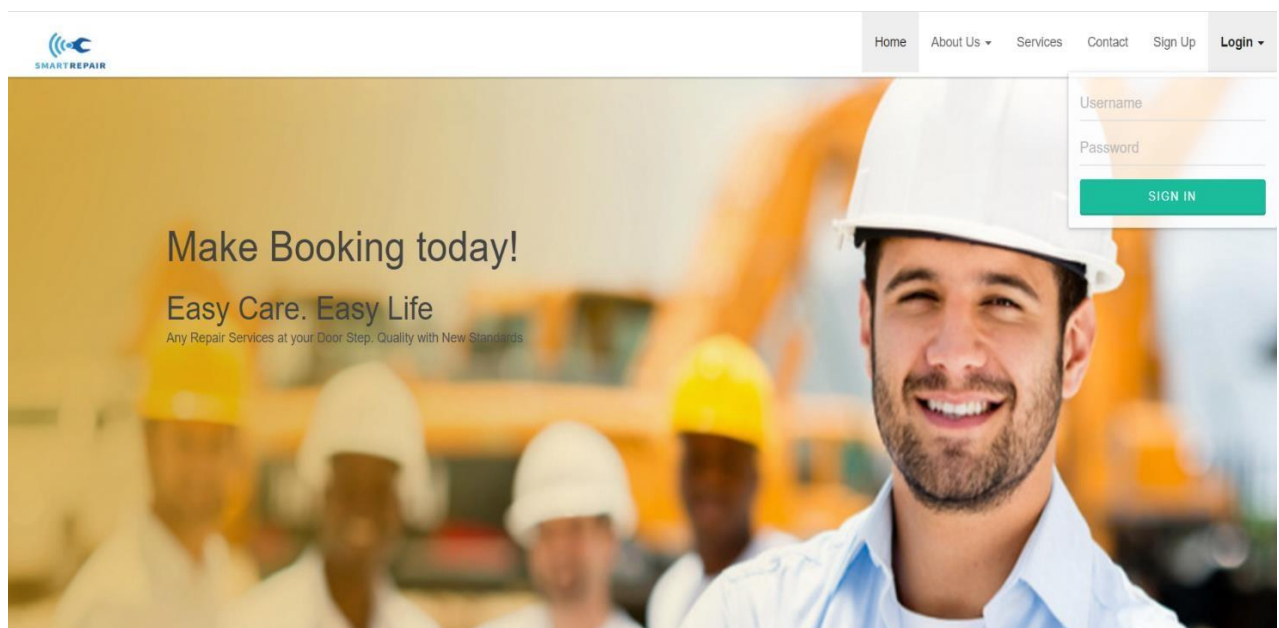 SMARTREPAIR
Home About Us Services Contact Sign Up Login
Username
Password
SIGN IN
Make Booking today!
Easy Care. Easy Life
Any Repair Services at your Door Step. Quality with New Standards